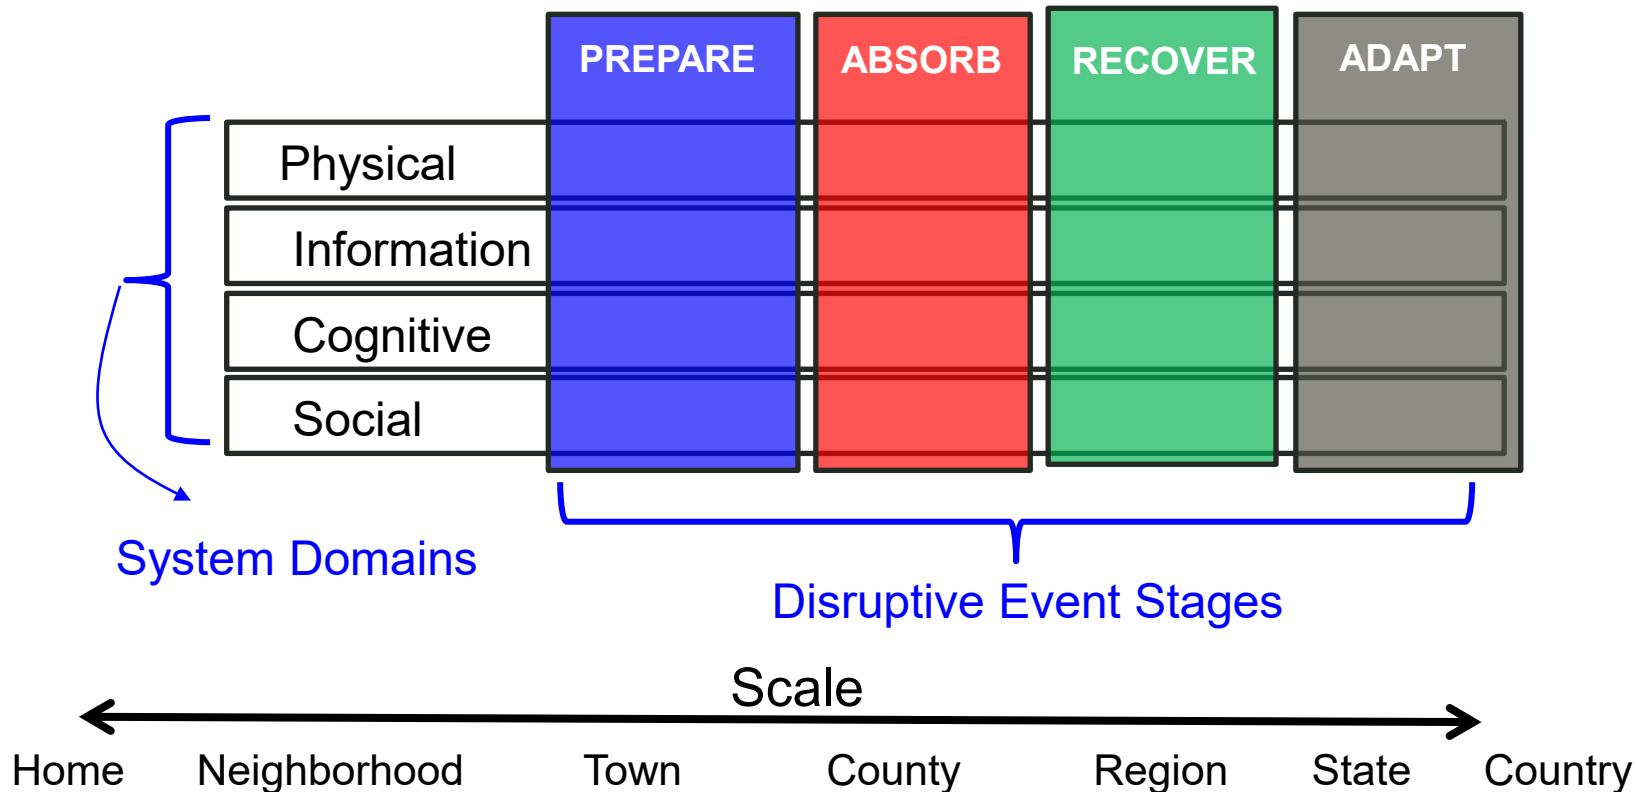 PREPARE ABSORB RECOVER ADAPT
Physical
Information
Cognitive
Social
System Domains
Disruptive Event Stages
Scale
Home Neighborhood Town County Region State Country